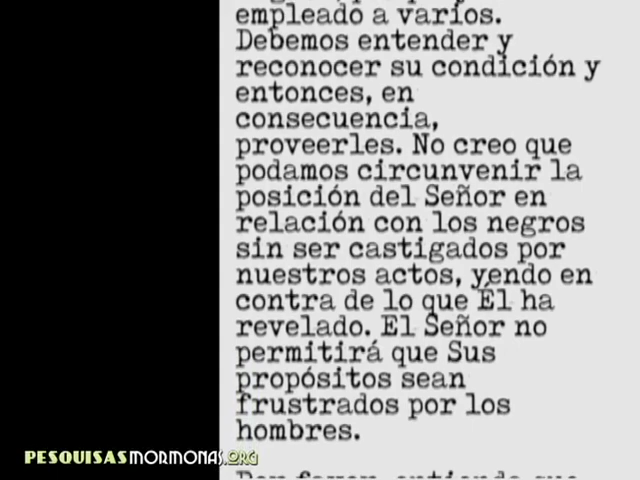 empleado a varios.
Debemos entender y
reconocer su condición y
entonces, en
consecuencia,
proveerles. No creo que
podamos circunvenir la
posición del Señor en
relación con los negros
sin ser castigados por
nuestros actos, yendo en
contra de lo que Él ha
revelado. El Señor no
permitirá que Sus
propósitos sean
frustrados por los
hombres.
PESQUISASMORMONAS.ORG